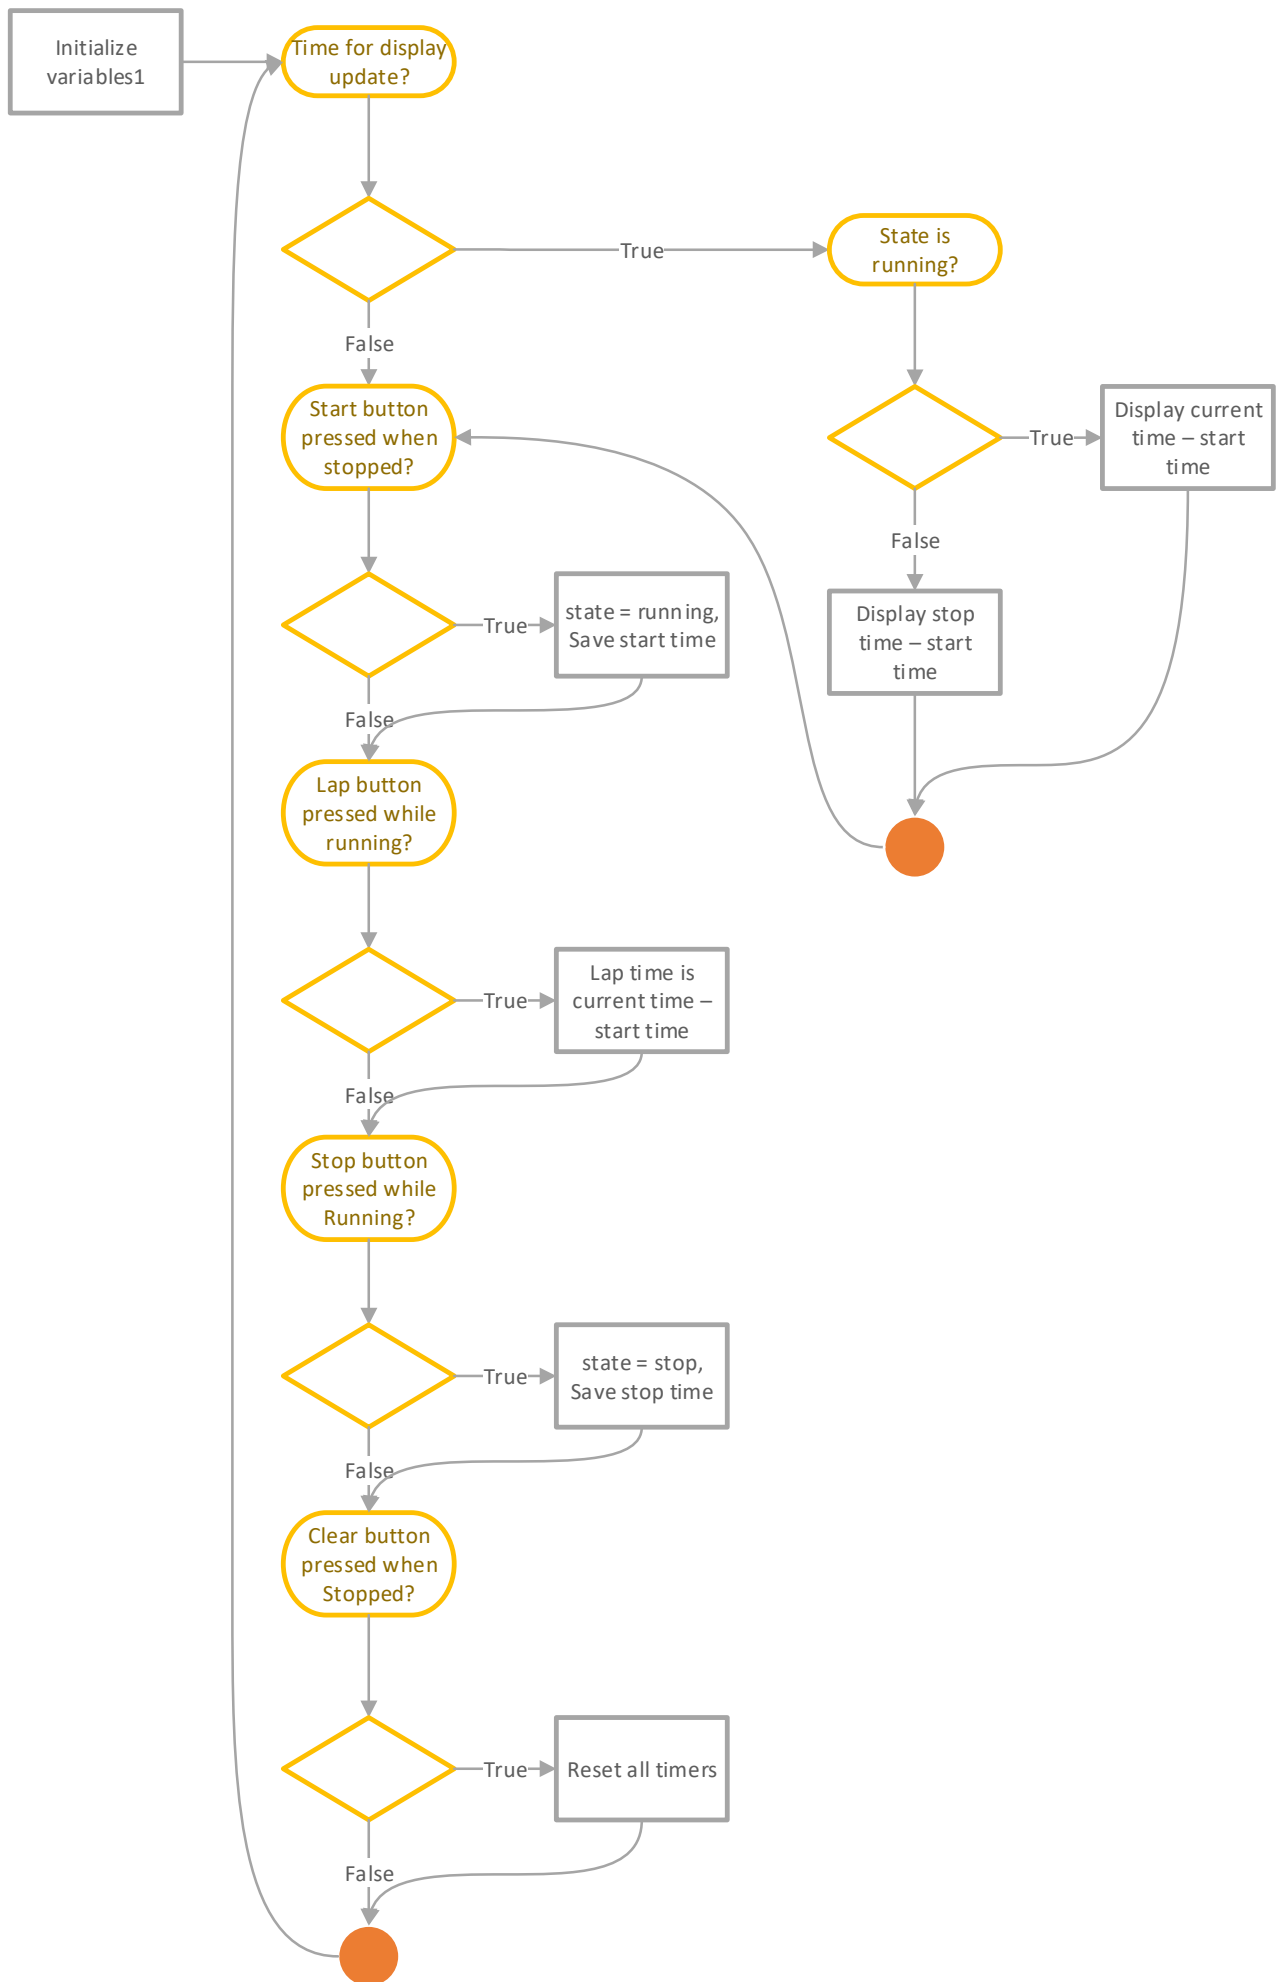 Initialize
variables1
Time for display
update?
True
State is
running?
False
Start button
pressed when
stopped?
True
Display current
time – start
time
False
Display stop
time – start
time
True
state = running,
Save start time
False
Lap button
pressed while
running?
True
Lap time is
current time –
start time
False
Stop button
pressed while
Running?
True
state = stop,
Save stop time
False
Clear button
pressed when
Stopped?
True
Reset all timers
False